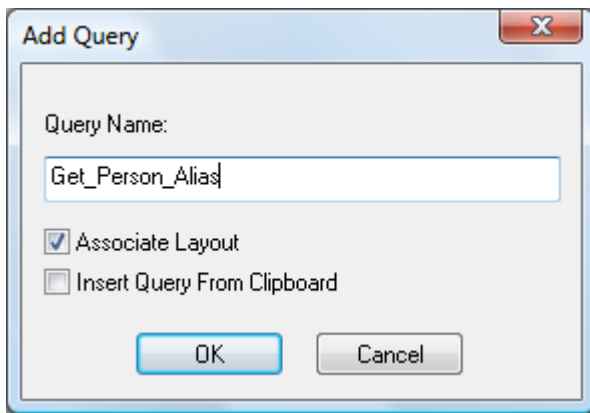 Add Query
Query Name:
Get_Person_Alias
Associate Layout
Insert Query From Clipboard
OK Cancel